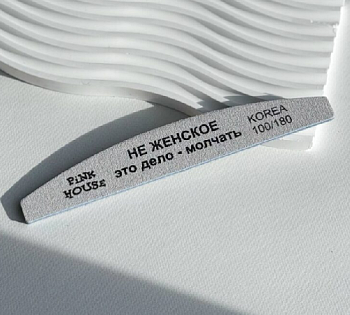 PiNK
HOUSE
НЕ ЖЕНСКОЕ
это дело - молчать
KOREA
100/180